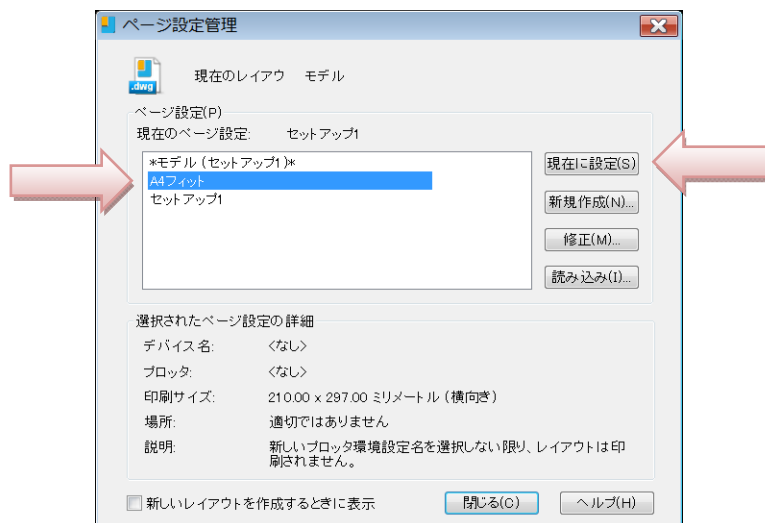 ページ設定管理
.dwg
現在のレイアウ モデル
ページ設定(P)
現在のページ設定: セットアップ1
*モデル (セットアップ1)*
A4フィット
セットアップ1
現在に設定(S)
新規作成(N)...
修正(M)...
読み込み(I)...
選択されたページ設定の詳細
デバイス名: <なし>
プロッタ: <なし>
印刷サイズ: 210.00 x 297.00 ミリメートル (横向き)
場所: 適切ではありません
説明: 新しいプロッタ環境設定名を選択しない限り、レイアウトは印
刷されません。
新しいレイアウトを作成するときに表示
閉じる(C)
ヘルプ(H)